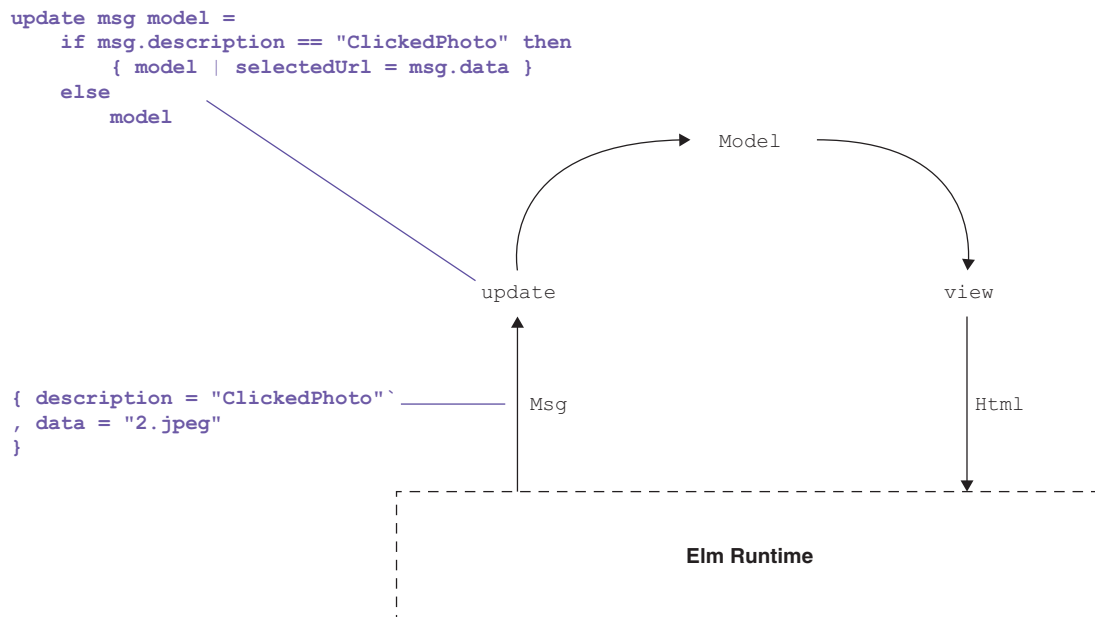 update msg model =
    if msg.description == "ClickedPhoto" then
        { model | selectedUrl = msg.data }
    else
        model
Model
update
view
{ description = "ClickedPhoto"`
, data = "2.jpeg"
}
Msg
Html
Elm Runtime